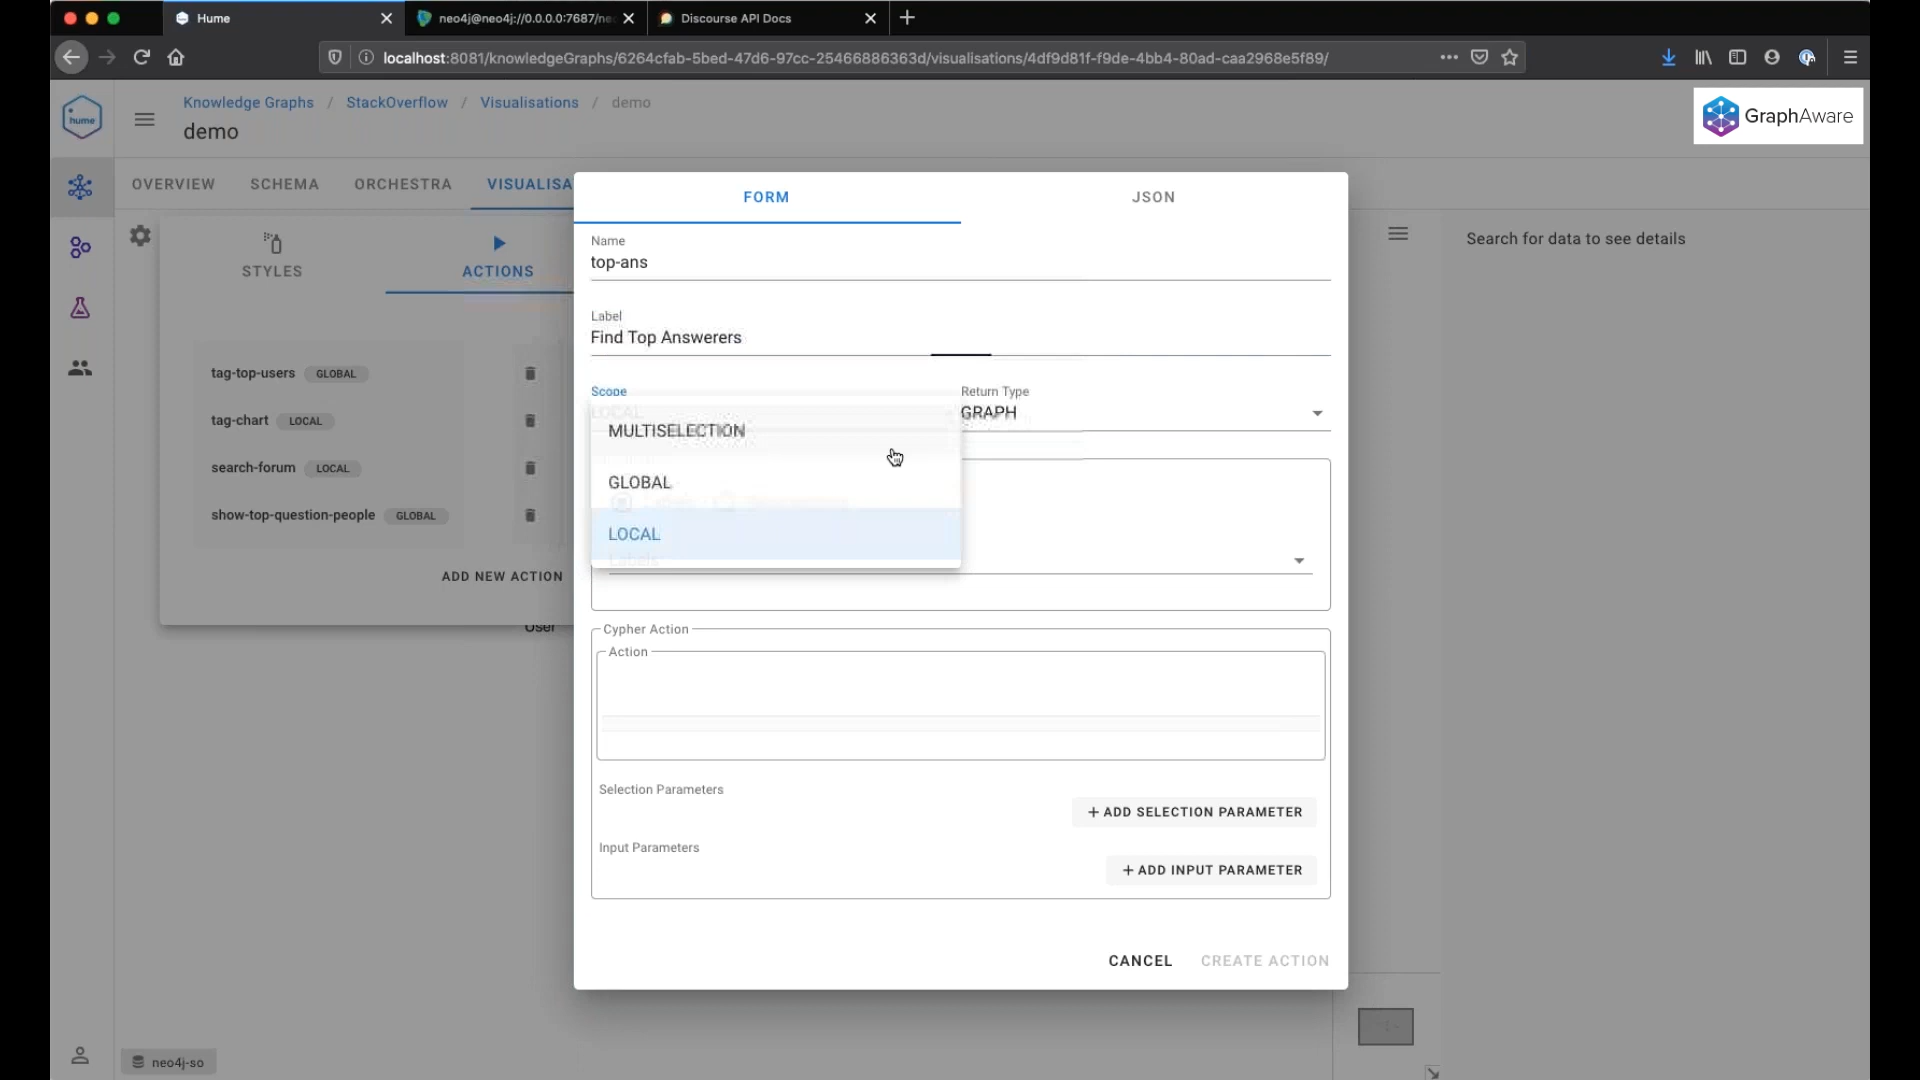 Hume
neo4j@neo4j://0.0.0.0:7687/ne
Discourse API Docs
localhost:8081/knowledgeGraphs/6264cfab-5bed-47d6-97cc-25466886363d/visualisations/4df9d81f-f9de-4bb4-80ad-caa2968e5f89/
hume
Knowledge Graphs / StackOverflow / Visualisations / demo
demo
GraphAware
OVERVIEW SCHEMA ORCHESTRA VISUALISA
FORM JSON
STYLES
ACTIONS
Search for data to see details
Name
top-ans
Label
Find Top Answerers
tag-top-users GLOBAL
tag-chart LOCAL
search-forum LOCAL
show-top-question-people GLOBAL
ADD NEW ACTION
User
Scope
LOCAL
Return Type
GRAPH
MULTISELECTION
GLOBAL
LOCAL
Labels
Cypher Action
Action
Selection Parameters
+ ADD SELECTION PARAMETER
Input Parameters
+ ADD INPUT PARAMETER
CANCEL CREATE ACTION
neo4j-so